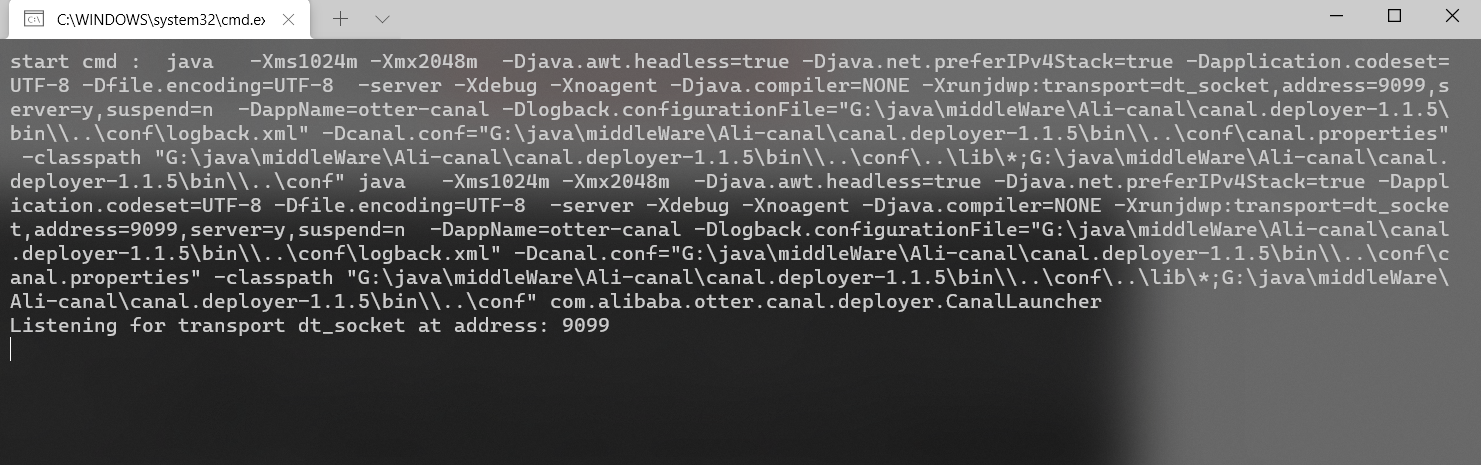 C:\WINDOWS\system32\cmd.ex
start cmd :  java   -Xms1024m -Xmx2048m  -Djava.awt.headless=true -Djava.net.preferIPv4Stack=true -Dapplication.codeset=
UTF-8 -Dfile.encoding=UTF-8  -server -Xdebug -Xnoagent -Djava.compiler=NONE -Xrunjdwp:transport=dt_socket,address=9099,s
erver=y,suspend=n  -DappName=otter-canal -Dlogback.configurationFile="G:\java\middleWare\Ali-canal\canal.deployer-1.1.5\
bin\\..\conf\logback.xml" -Dcanal.conf="G:\java\middleWare\Ali-canal\canal.deployer-1.1.5\bin\\..\conf\canal.properties"
 -classpath "G:\java\middleWare\Ali-canal\canal.deployer-1.1.5\bin\\..\conf\..\lib\*;G:\java\middleWare\Ali-canal\canal.
deployer-1.1.5\bin\\..\conf" java   -Xms1024m -Xmx2048m  -Djava.awt.headless=true -Djava.net.preferIPv4Stack=true -Dappl
ication.codeset=UTF-8 -Dfile.encoding=UTF-8  -server -Xdebug -Xnoagent -Djava.compiler=NONE -Xrunjdwp:transport=dt_socke
t,address=9099,server=y,suspend=n  -DappName=otter-canal -Dlogback.configurationFile="G:\java\middleWare\Ali-canal\canal
.deployer-1.1.5\bin\\..\conf\logback.xml" -Dcanal.conf="G:\java\middleWare\Ali-canal\canal.deployer-1.1.5\bin\\..\conf\c
anal.properties" -classpath "G:\java\middleWare\Ali-canal\canal.deployer-1.1.5\bin\\..\conf\..\lib\*;G:\java\middleWare\
Ali-canal\canal.deployer-1.1.5\bin\\..\conf" com.alibaba.otter.canal.deployer.CanalLauncher
Listening for transport dt_socket at address: 9099